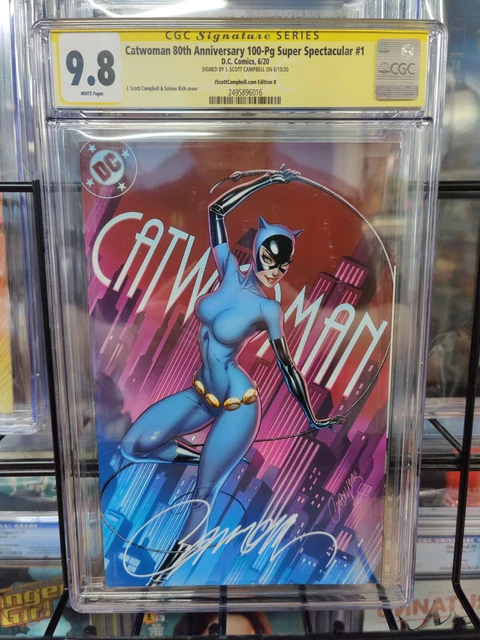 CGC Signature SERIES
9.8
WHITE Pages
Catwoman 80th Anniversary 100-Pg Super Spectacular #1
D.C. Comics, 6/20
SIGNED BY J. SCOTT CAMPBELL ON 6/15/20
J. Scott Campbell & Sabine Rich cover
JScottCampbell.com Edition B
2495896016
CGC
DC
CATWOMAN